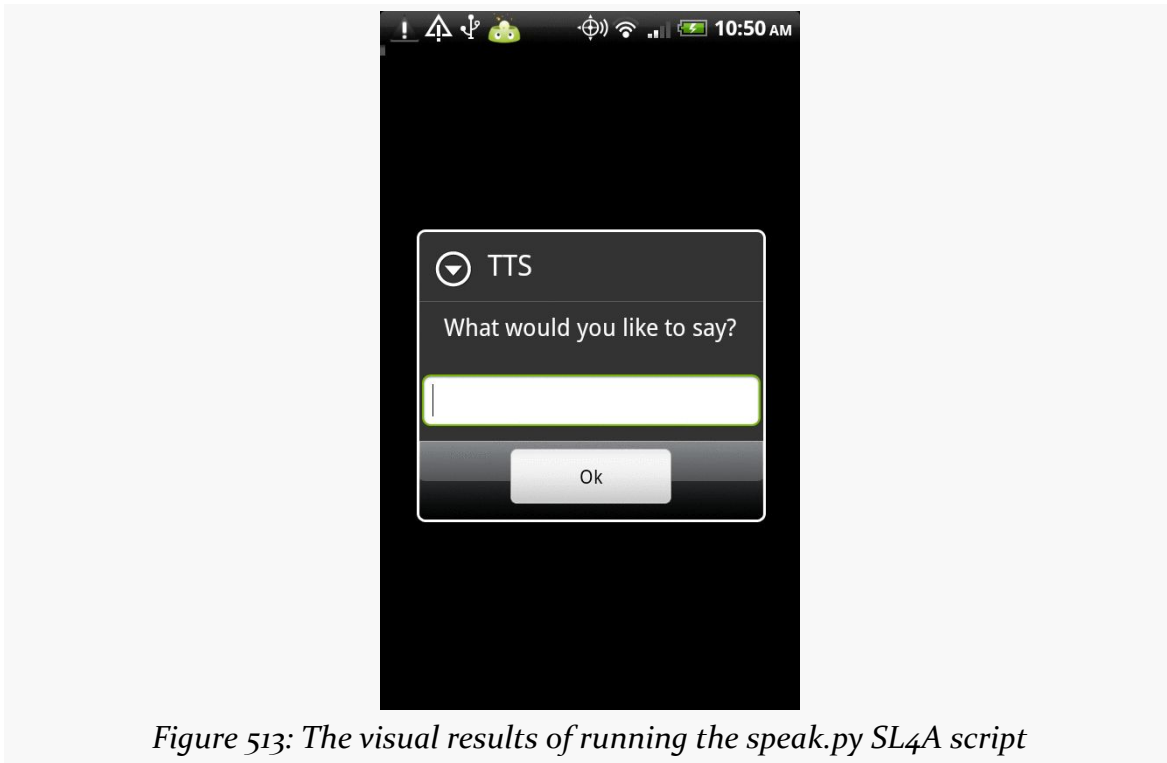 10:50 AM
TTS
What would you like to say?
Ok
Figure 513: The visual results of running the speak.py SL4A script